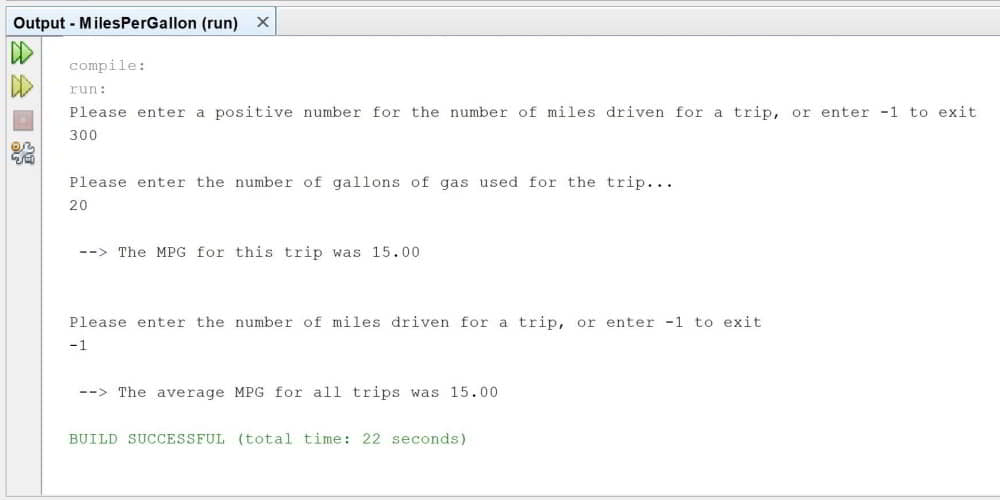 Output - MilesPerGallon (run)
compile:
run:
Please enter a positive number for the number of miles driven for a trip, or enter -1 to exit
300
Please enter the number of gallons of gas used for the trip...
20
--> The MPG for this trip was 15.00
Please enter the number of miles driven for a trip, or enter -1 to exit
-1
--> The average MPG for all trips was 15.00
BUILD SUCCESSFUL (total time: 22 seconds)